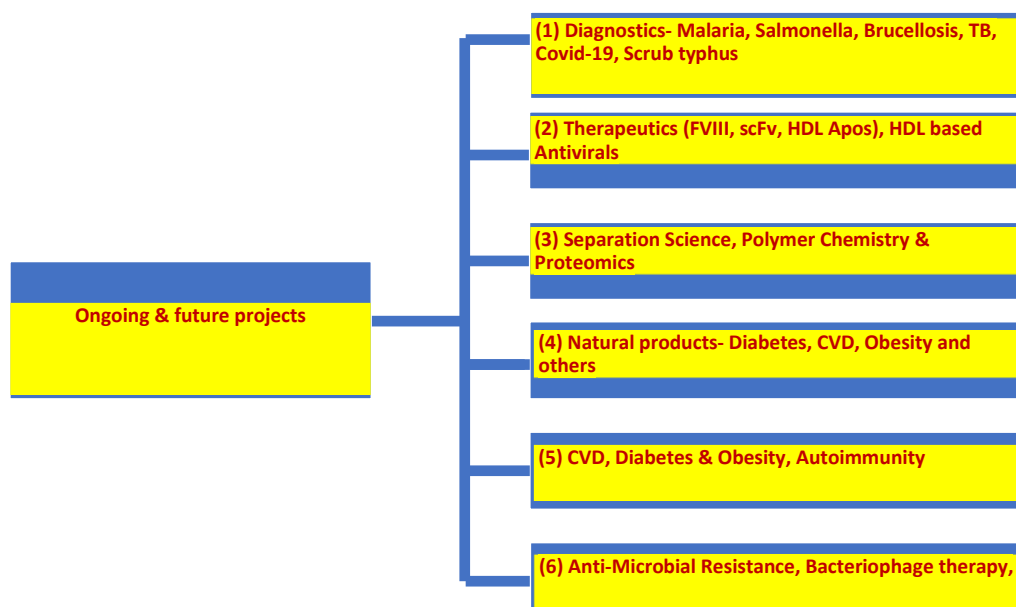 (1) Diagnostics- Malaria, Salmonella, Brucellosis, TB,
Covid-19, Scrub typhus
(2) Therapeutics (FVIII, scFv, HDL Apos), HDL based
Antivirals
(3) Separation Science, Polymer Chemistry &
Proteomics
Ongoing & future projects
(4) Natural products- Diabetes, CVD, Obesity and
others
(5) CVD, Diabetes & Obesity, Autoimmunity
(6) Anti-Microbial Resistance, Bacteriophage therapy,